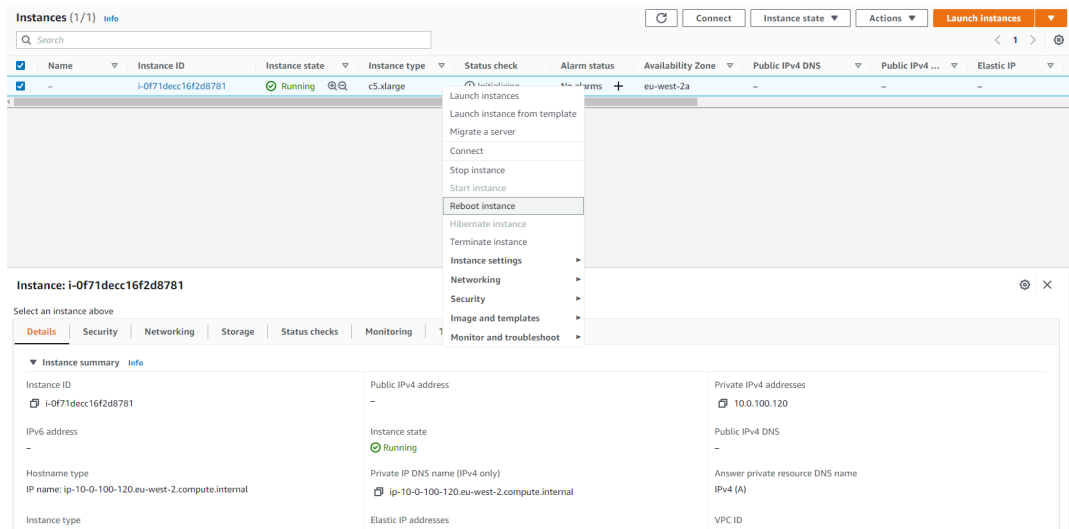 Instances (1/1) Info
Connect
Instance state
Actions
Launch instances
Search
1
Name
Instance ID
Instance state
Instance type
Status check
Alarm status
Availability Zone
Public IPv4 DNS
Public IPv4 ...
Elastic IP
–
i-0f71decc16f2d8781
Running
c5.xlarge
Initializing
No alarms +
eu-west-2a
–
–
–
Launch instances
Launch instance from template
Migrate a server
Connect
Stop instance
Start instance
Reboot instance
Hibernate instance
Terminate instance
Instance settings
Networking
Security
Image and templates
Monitor and troubleshoot
Instance: i-0f71decc16f2d8781
Select an instance above
Details
Security
Networking
Storage
Status checks
Monitoring
Instance summary Info
Instance ID
i-0f71decc16f2d8781
Public IPv4 address
–
Private IPv4 addresses
10.0.100.120
IPv6 address
–
Instance state
Running
Public IPv4 DNS
–
Hostname type
IP name: ip-10-0-100-120.eu-west-2.compute.internal
Private IP DNS name (IPv4 only)
ip-10-0-100-120.eu-west-2.compute.internal
Answer private resource DNS name
IPv4 (A)
Instance type
Elastic IP addresses
VPC ID